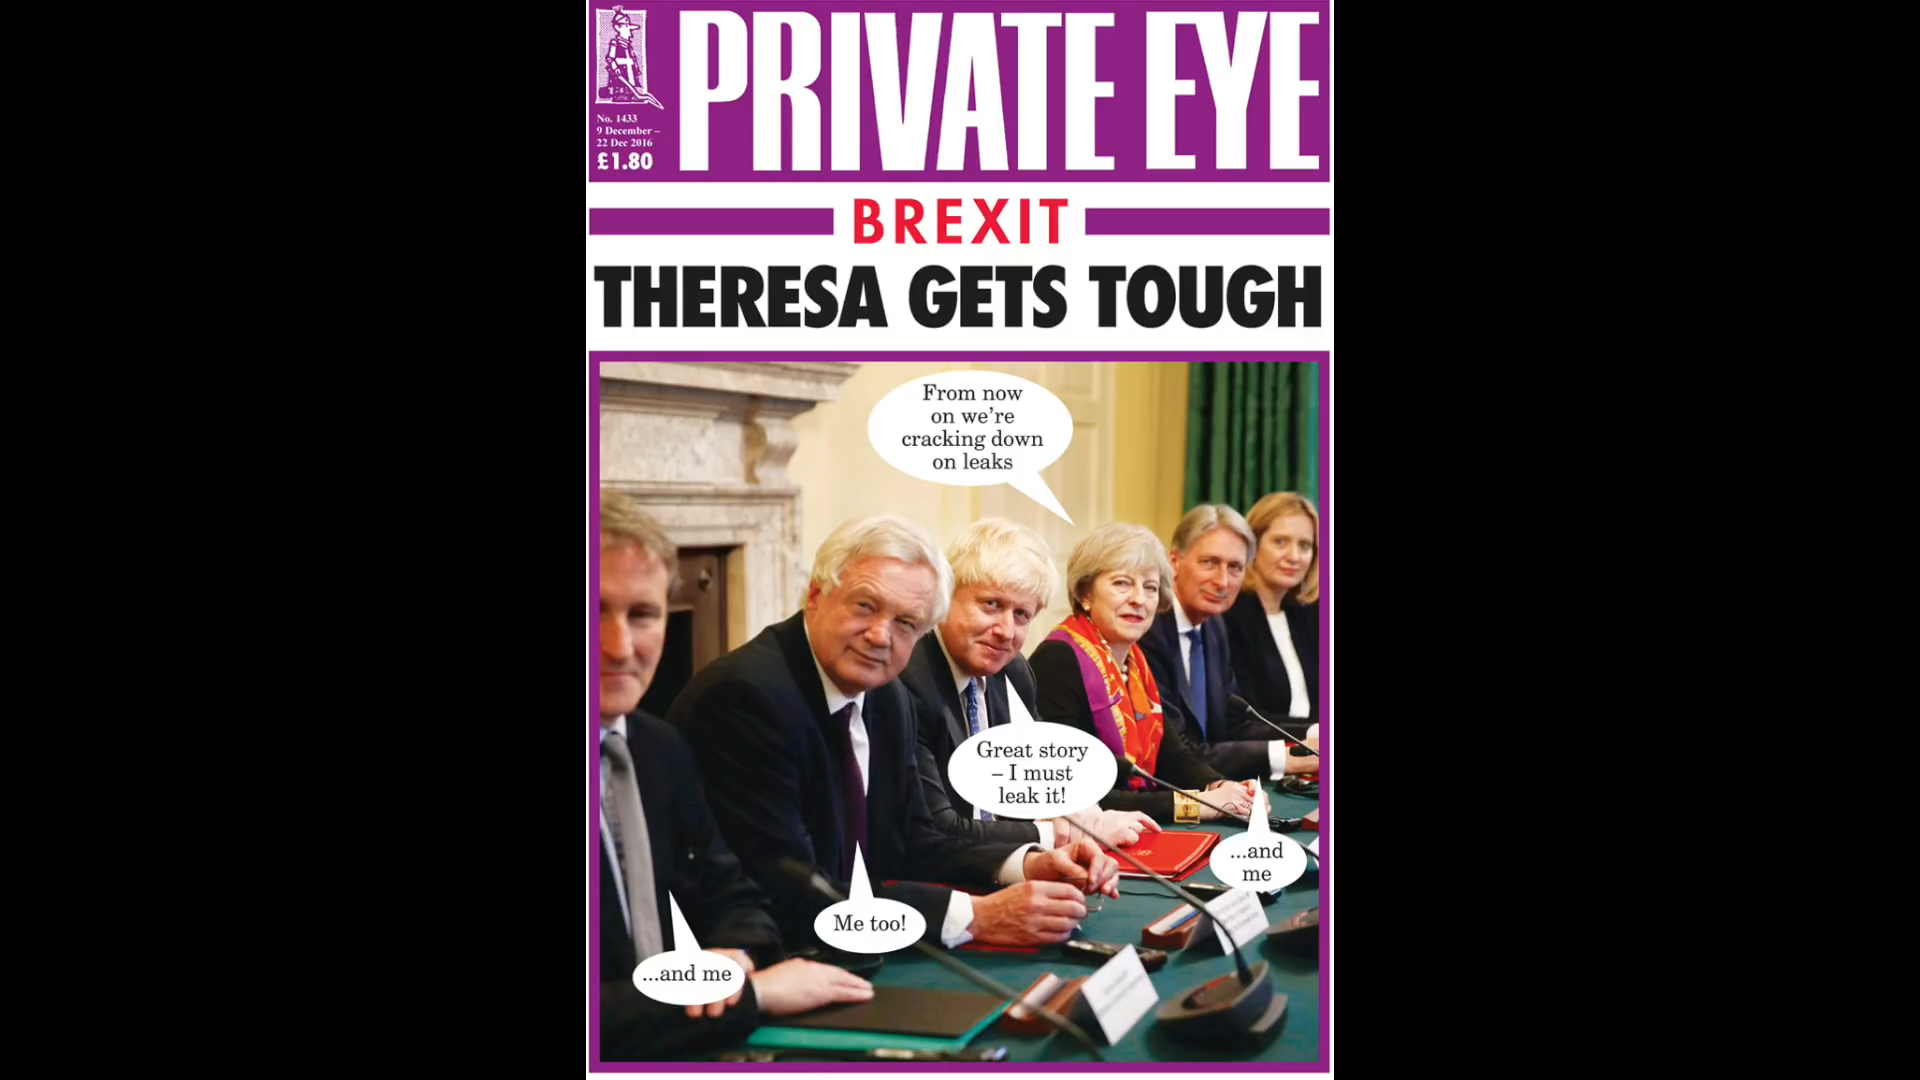 PRIVATE EYE
No. 1433
9 December –
22 Dec 2016
£1.80
BREXIT
THERESA GETS TOUGH
From now
on we’re
cracking down
on leaks
Great story
– I must
leak it!
...and
me
Me too!
...and me